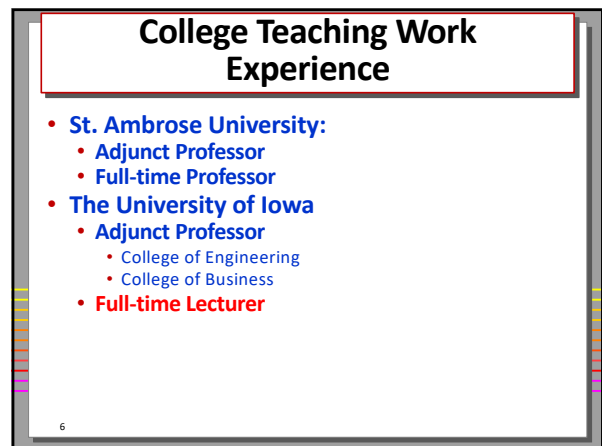 College Teaching Work
Experience
• St. Ambrose University:
• Adjunct Professor
• Full-time Professor
• The University of Iowa
• Adjunct Professor
• College of Engineering
• College of Business
• Full-time Lecturer
6